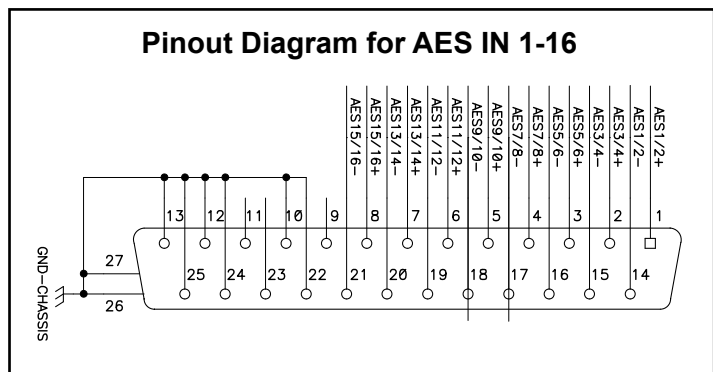 Pinout Diagram for AES IN 1-16
AES15/16-
AES15/16+
AES13/14-
AES13/14+
AES11/12-
AES11/12+
AES9/10-
AES9/10+
AES7/8-
AES7/8+
AES5/6-
AES5/6+
AES3/4-
AES3/4+
AES1/2-
AES1/2+
13 12 11 10 9 8 7 6 5 4 3 2 1
27
25 24 23 22 21 20 19 18 17 16 15 14
26
GND-CHASSIS